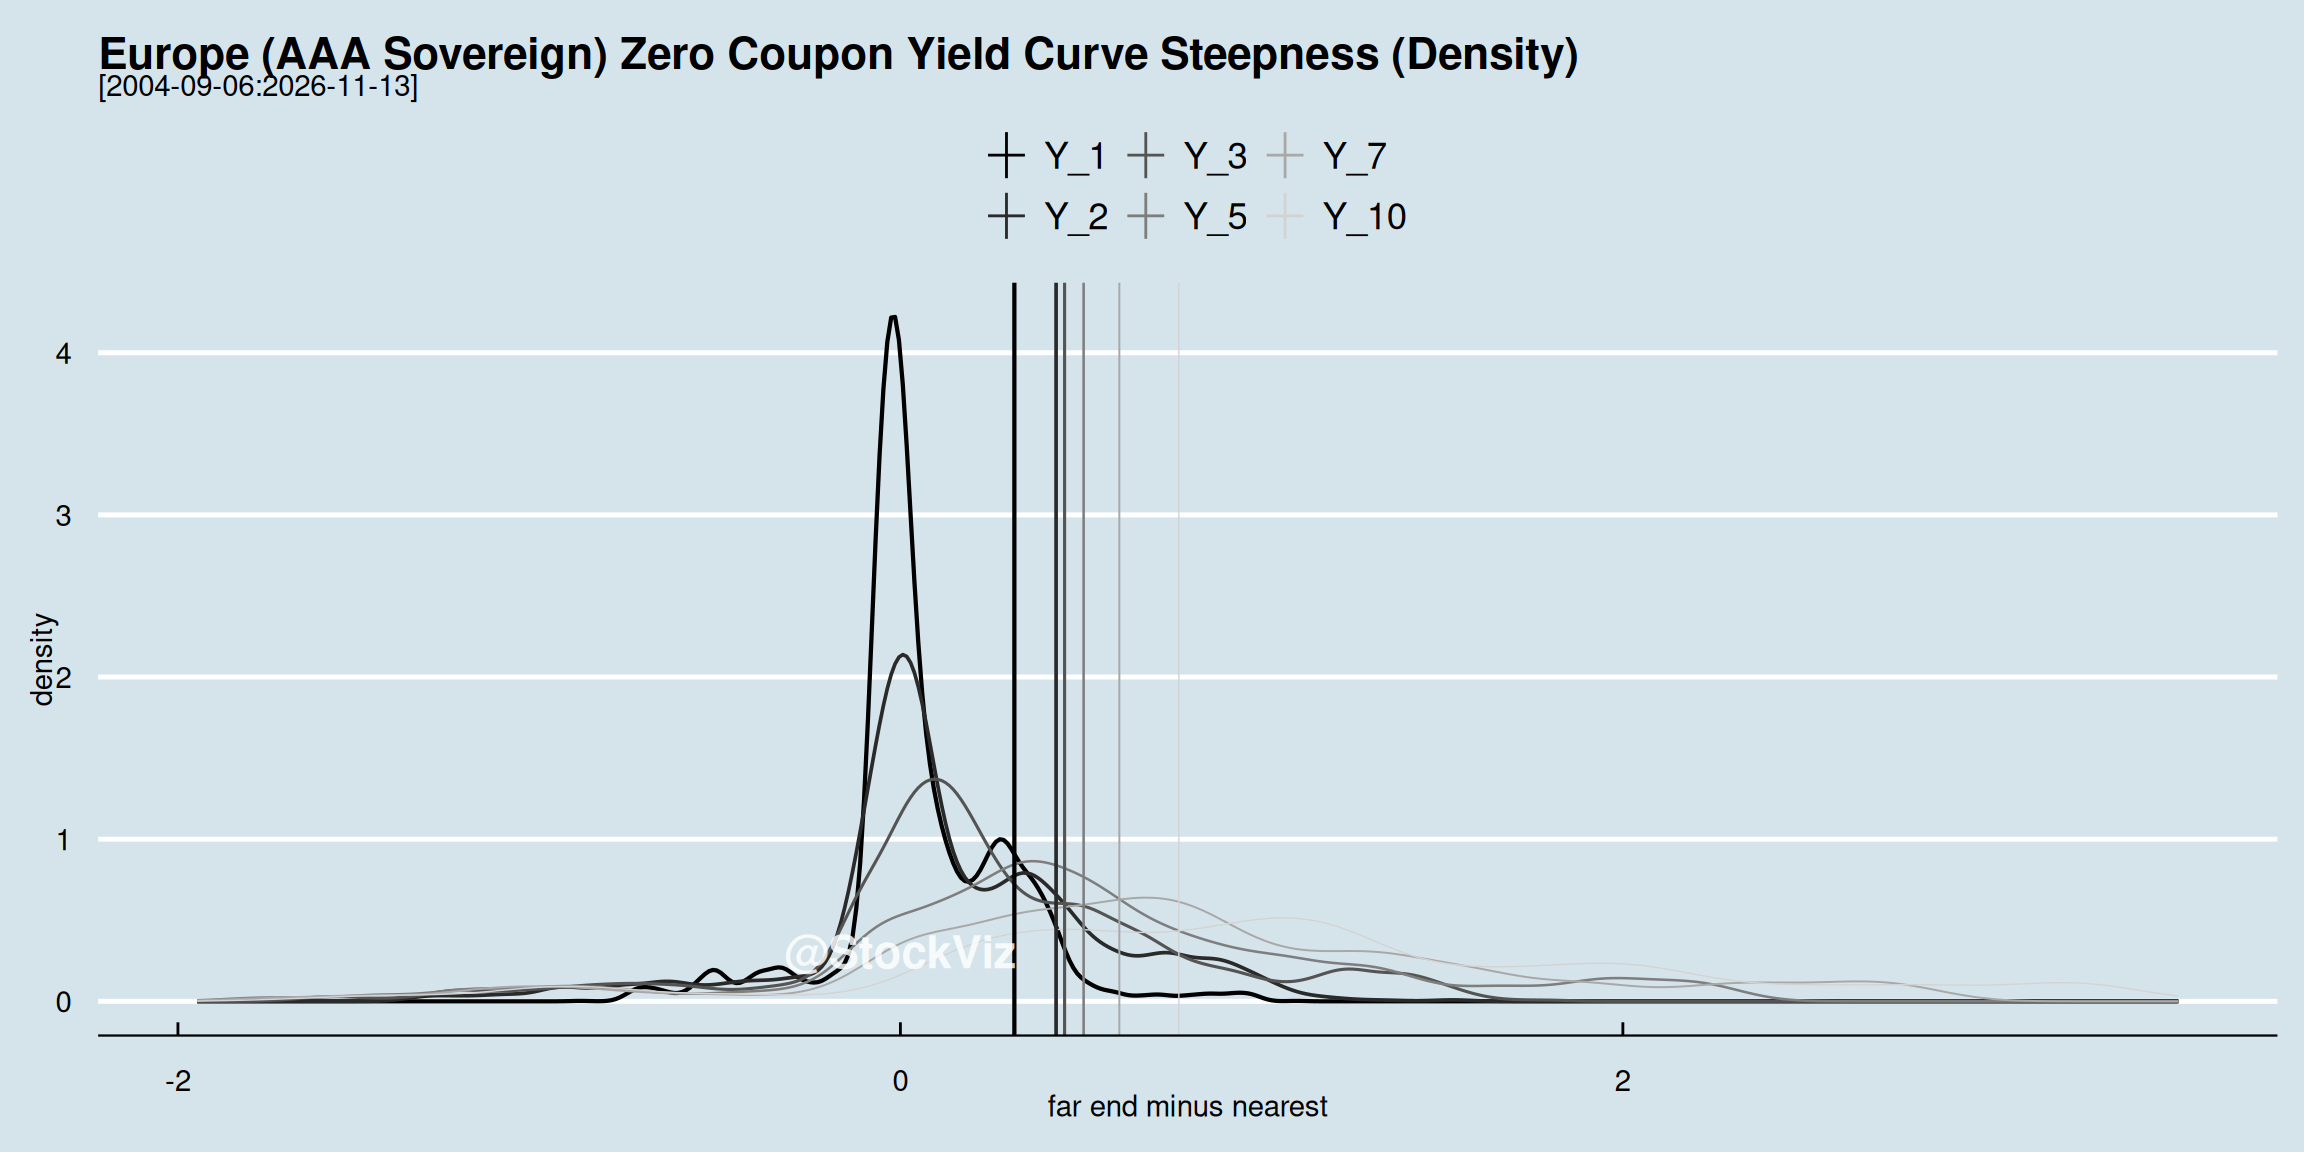 Europe (AAA Sovereign) Zero Coupon Yield Curve Steepness (Density)
[2004-09-06:2026-11-13]
Y_1 Y_3 Y_7
Y_2 Y_5 Y_10
4
3
2
1
0
density
@StockViz
-2 0 2
far end minus nearest